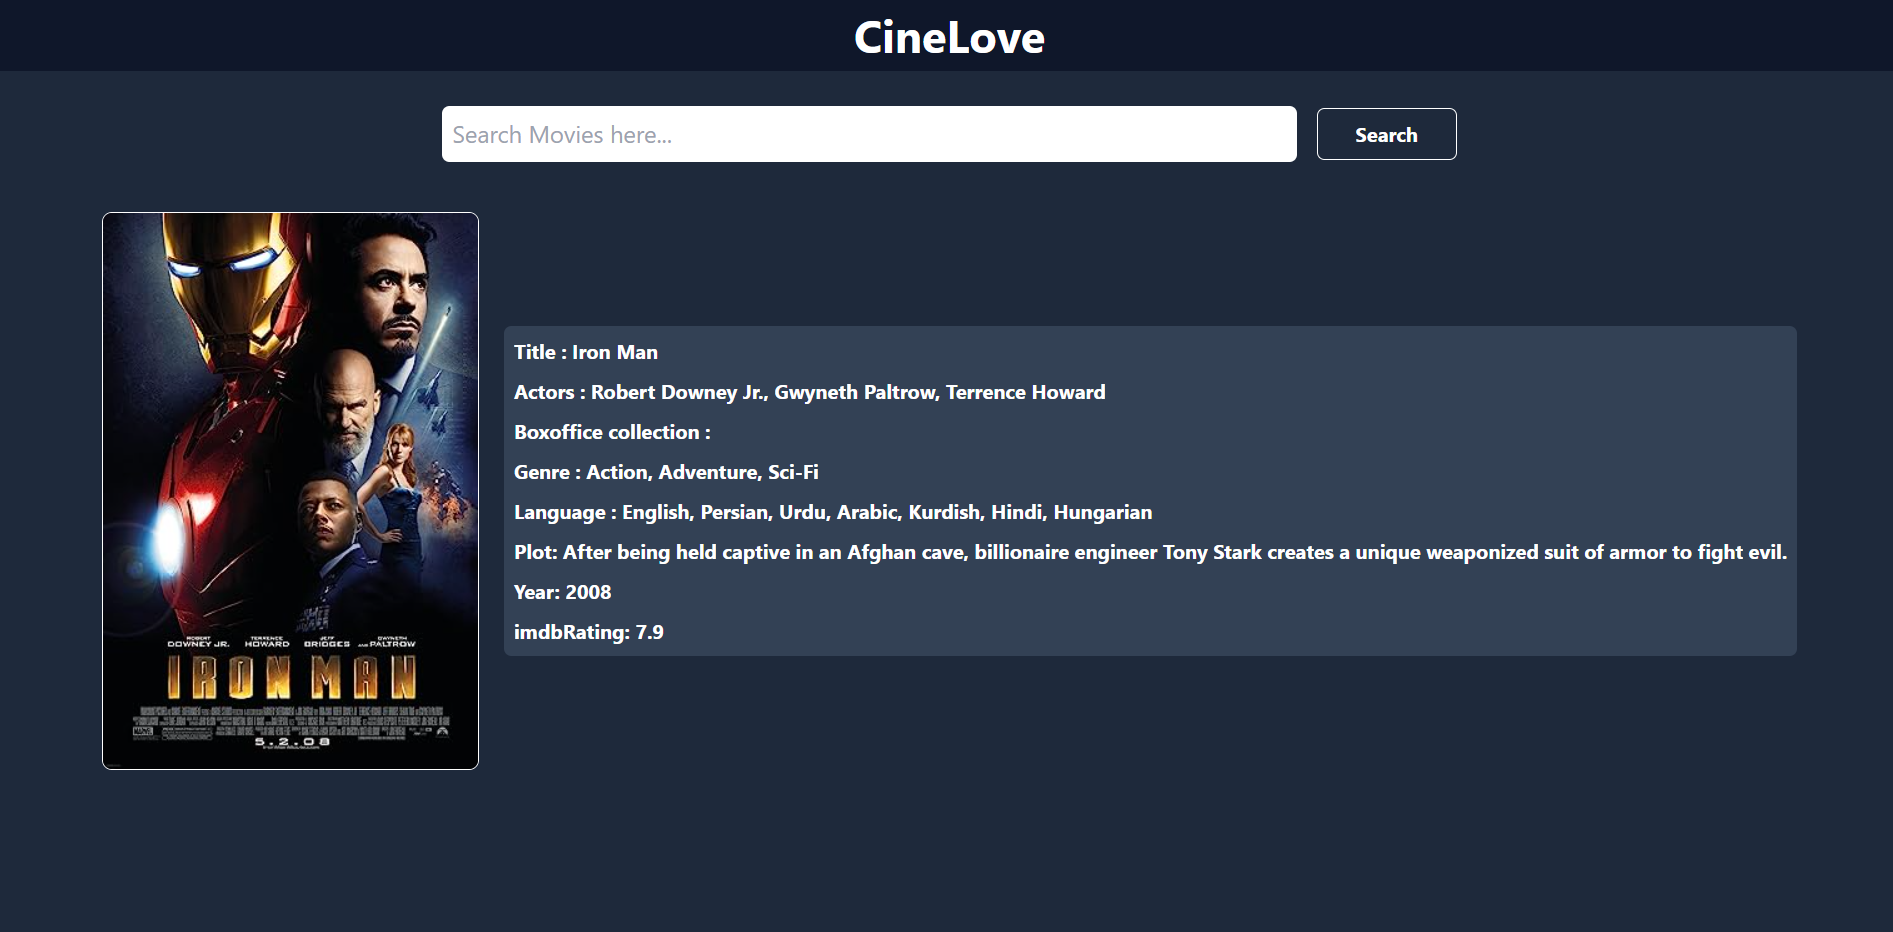 CineLove
Search Movies here...
Search
Title : Iron Man
Actors : Robert Downey Jr., Gwyneth Paltrow, Terrence Howard
Boxoffice collection :
Genre : Action, Adventure, Sci-Fi
Language : English, Persian, Urdu, Arabic, Kurdish, Hindi, Hungarian
Plot: After being held captive in an Afghan cave, billionaire engineer Tony Stark creates a unique weaponized suit of armor to fight evil.
Year: 2008
imdbRating: 7.9
ROBERT DOWNEY JR. TERRENCE HOWARD JEFF BRIDGES AND GWYNETH PALTROW
IRON MAN
MARVEL
5.2.08